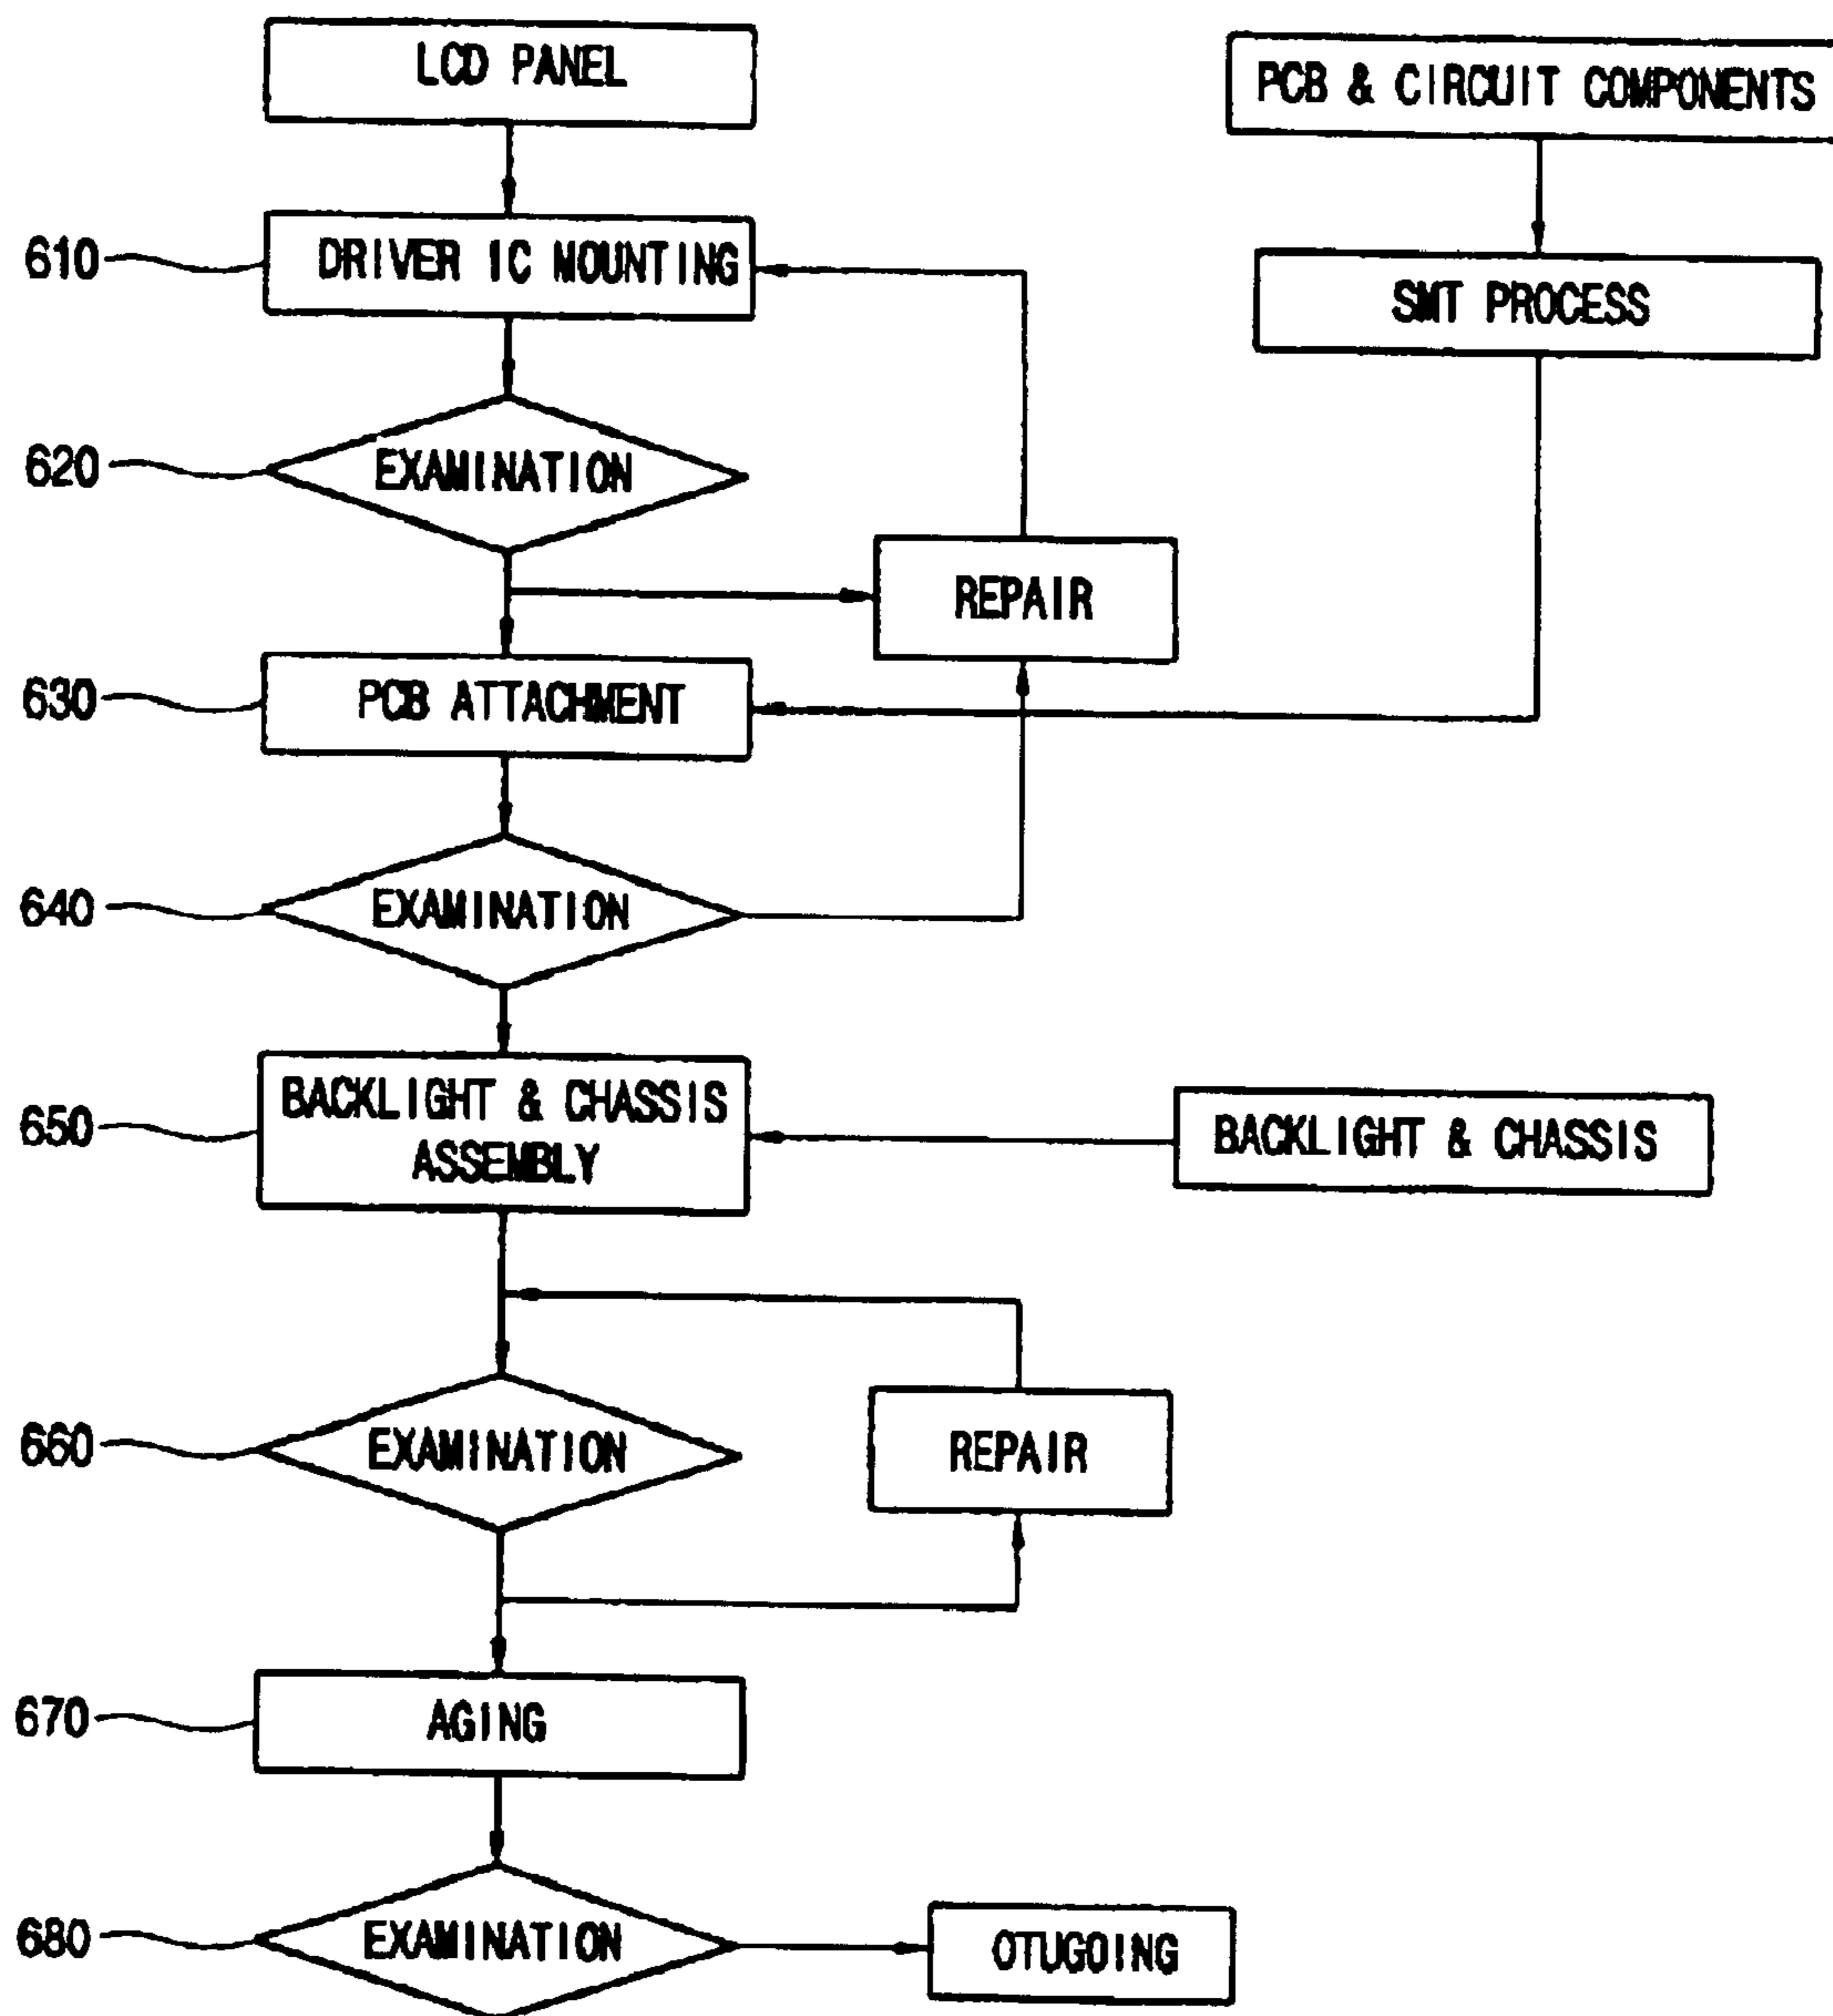 LCD PANEL
PCB & CIRCUIT COMPONENTS
610
DRIVER IC MOUNTING
SMT PROCESS
620
EXAMINATION
REPAIR
630
PCB ATTACHMENT
640
EXAMINATION
650
BACKLIGHT & CHASSIS
ASSEMBLY
BACKLIGHT & CHASSIS
660
EXAMINATION
REPAIR
670
AGING
680
EXAMINATION
OTUGOING